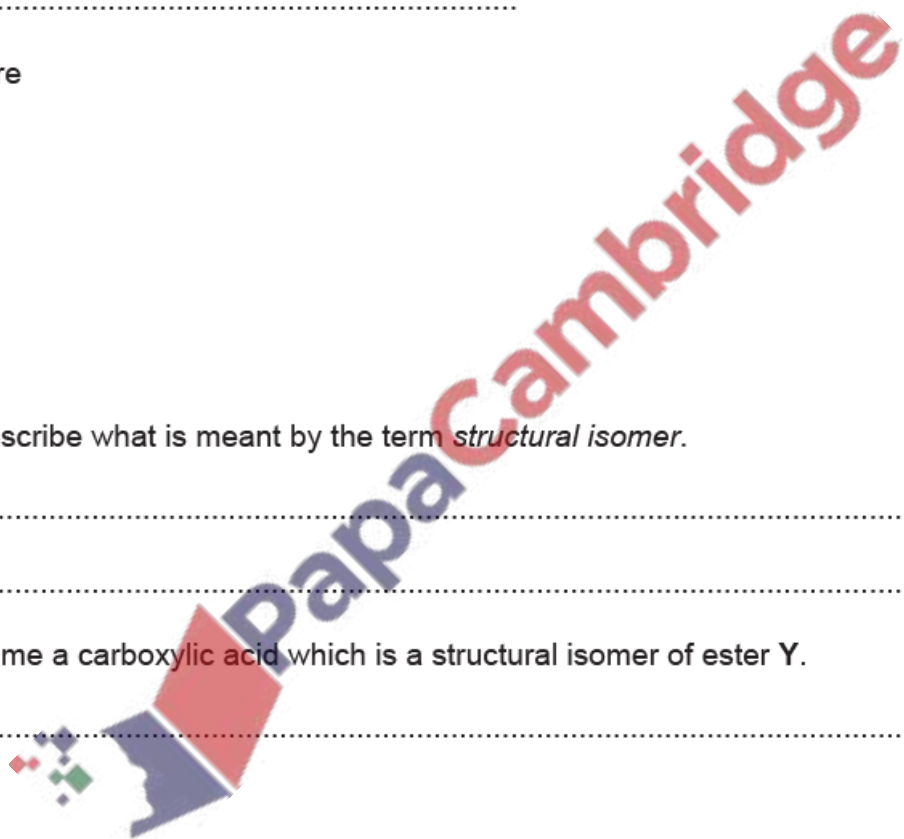 re
scribe what is meant by the term structural isomer.
me a carboxylic acid which is a structural isomer of ester Y.
PapaCambridge